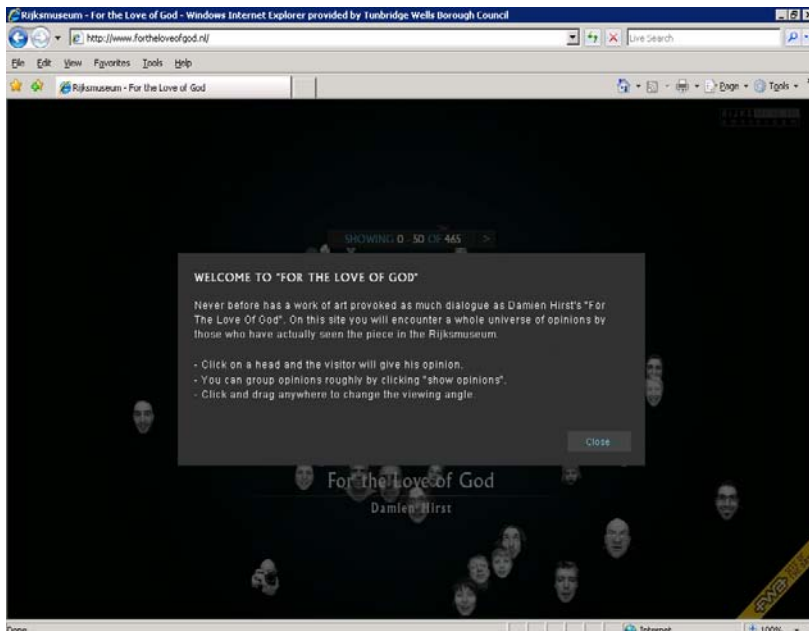 Rijksmuseum - For the Love of God - Windows Internet Explorer provided by Tunbridge Wells Borough Council
http://www.fortheloveofgod.nl/
Live Search
File Edit View Favorites Tools Help
Rijksmuseum - For the Love of God
Page Tools
SHOWING 0 - 50 OF 465 >
WELCOME TO "FOR THE LOVE OF GOD"
Never before has a work of art provoked as much dialogue as Damien Hirst's "For
The Love Of God". On this site you will encounter a whole universe of opinions by
those who have actually seen the piece in the Rijksmuseum.
- Click on a head and the visitor will give his opinion.
- You can group opinions roughly by clicking "show opinions".
- Click and drag anywhere to change the viewing angle.
Close
For the Love of God
Damien Hirst
Done
Internet
100%